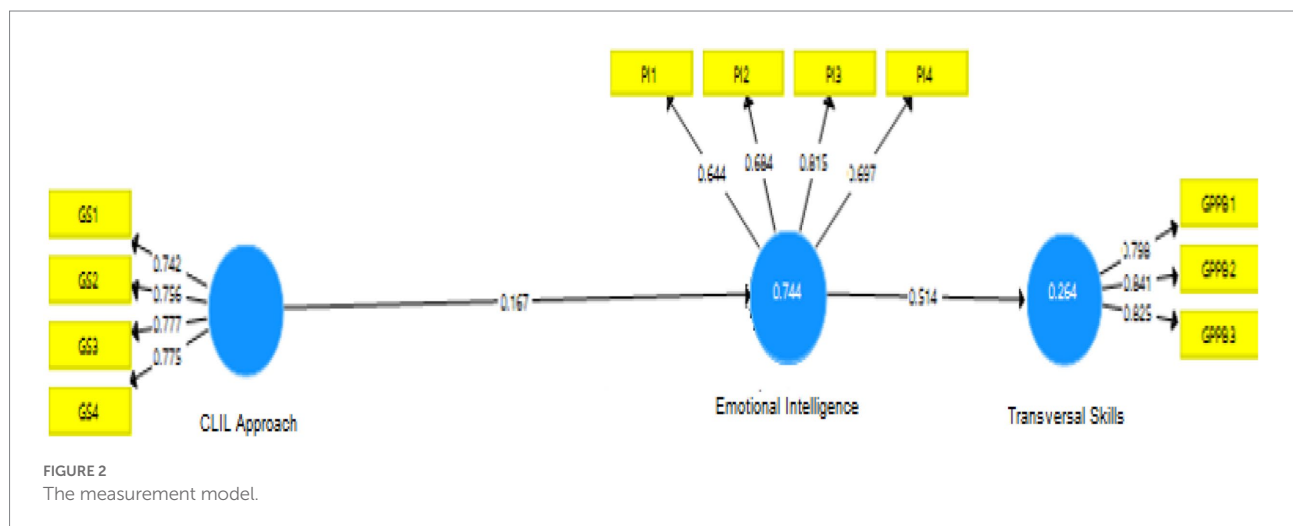 PI1 PI2 PI3 PI4
0.644 0.684 0.815 0.697
GS1
GS2
GS3
GS4
0.742
0.756
0.777
0.775
CLIL Approach
0.167
0.744
Emotional Intelligence
0.514
0.264
Transversal Skills
0.798
0.841
0.825
GPPB1
GPPB2
GPPB3
FIGURE 2
The measurement model.